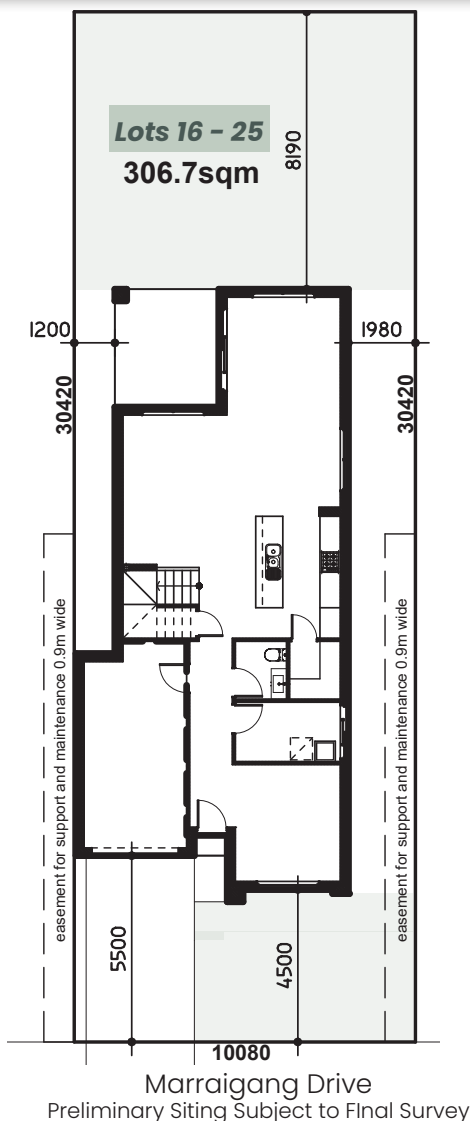 Lots 16 - 25
306.7sqm
8190
1200
1980
30420
30420
easement for support and maintenance 0.9m wide
easement for support and maintenance 0.9m wide
5500
4500
10080
Marraigang Drive
Preliminary Siting Subject to FInal Survey